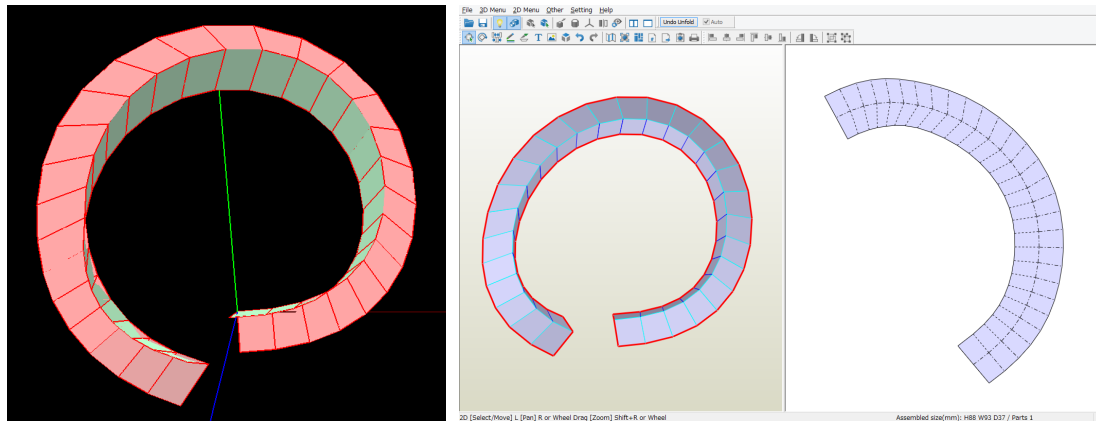 File 3D Menu 2D Menu Other Setting Help
Undo Unfold Auto
T
2D [Select/Move] L [Pan] R or Wheel Drag [Zoom] Shift+R or Wheel Assembled size(mm): H88 W93 D37 / Parts 1